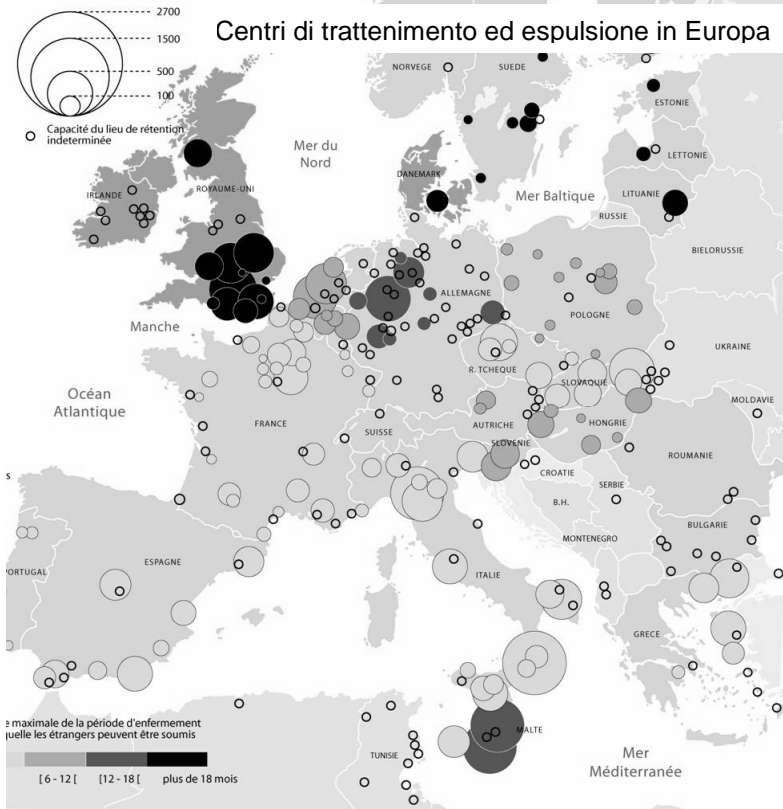 Centri di trattenimento ed espulsione in Europa
2700
1500
500
100
Capacité du lieu de rétention
indeterminée
NORVEGE
SUEDE
ESTONIE
LETTONIE
LITUANIE
RUSSIE
BIELORUSSIE
Mer du
Nord
DANEMARK
Mer Baltique
IRLANDE
ROYAUME-UNI
ALLEMAGNE
POLOGNE
Manche
UKRAINE
R. TCHEQUE
SLOVAQUIE
MOLDAVIE
Océan
Atlantique
FRANCE
SUISSE
AUTRICHE
HONGRIE
SLOVENIE
ROUMANIE
CROATIE
SERBIE
B.H.
s
BULGARIE
MONTENEGRO
PORTUGAL
ESPAGNE
ITALIE
GRECE
e maximale de la période d'enfermement
quelle les étrangers peuvent être soumis
[ 6 - 12 [
[12 - 18 [
plus de 18 mois
TUNISIE
MALTE
Mer
Méditerranée